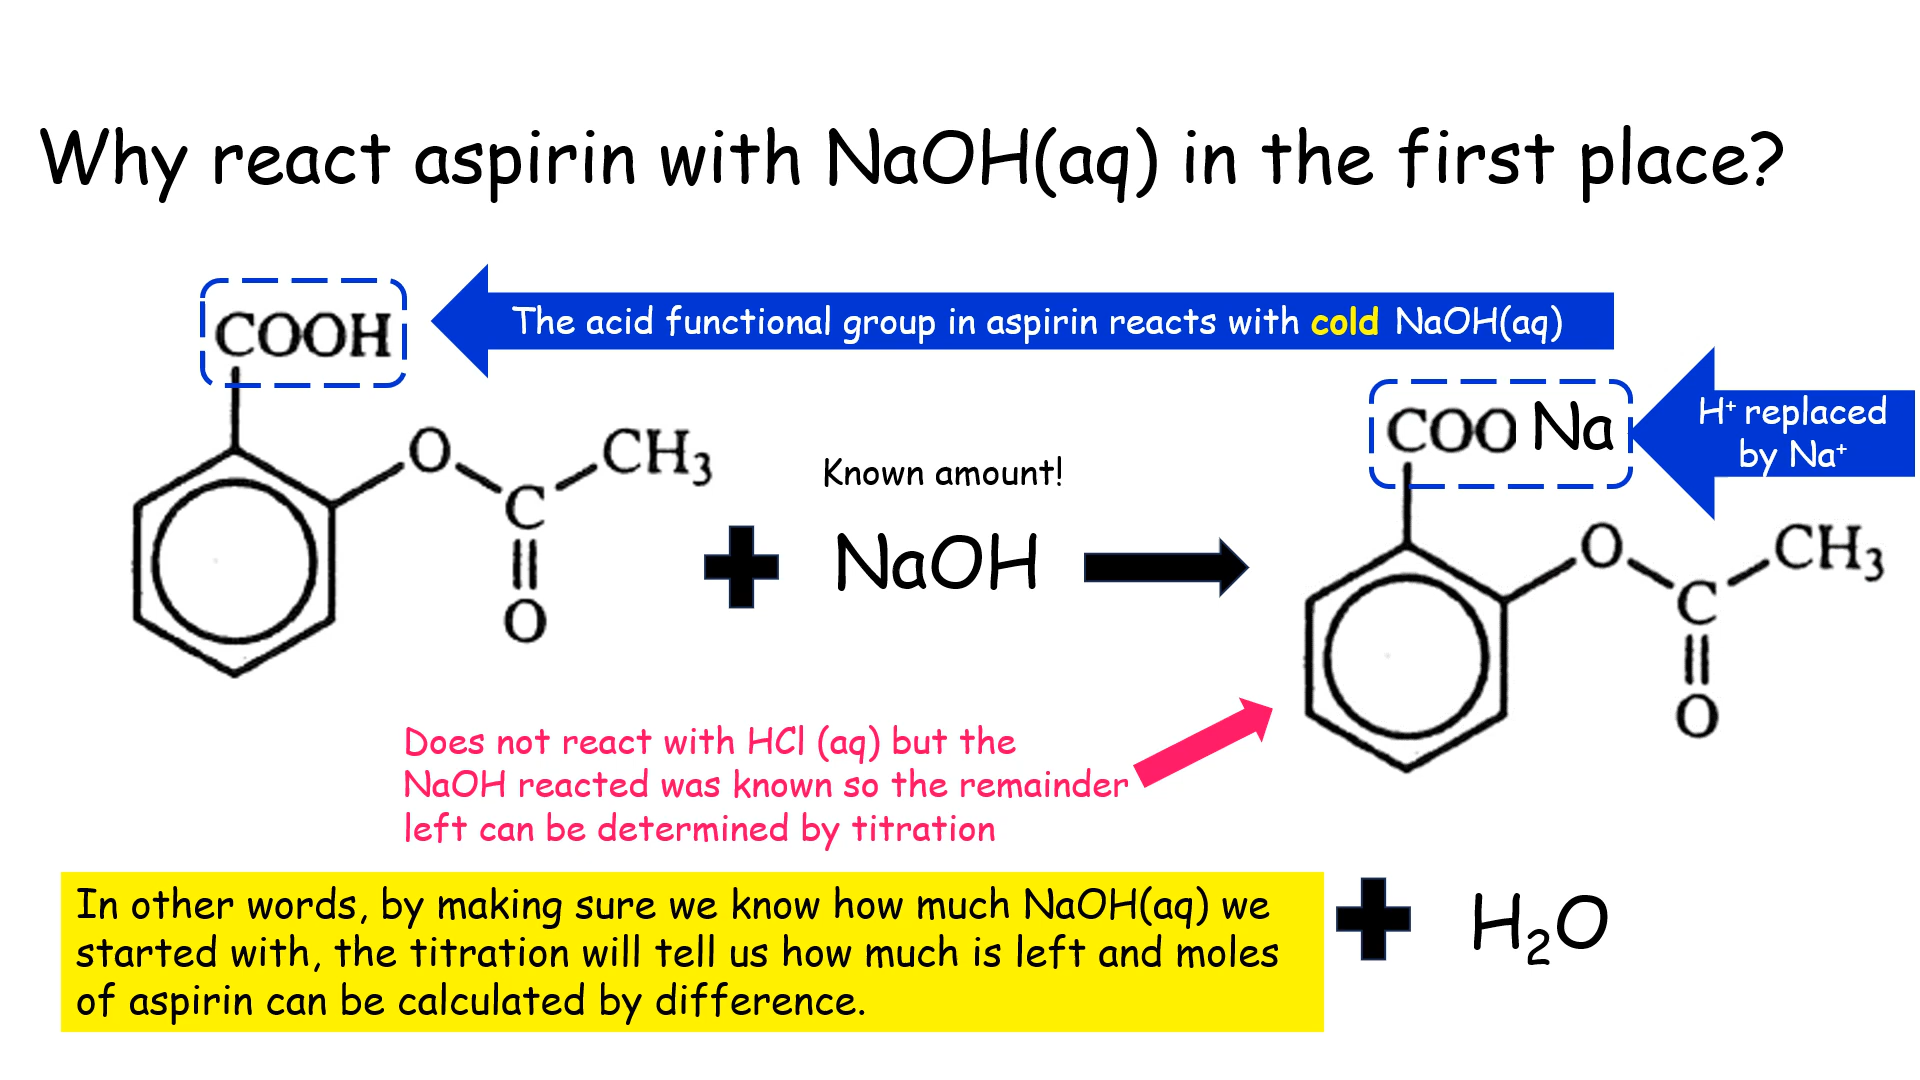 Why react aspirin with NaOH(aq) in the first place?
COOH
The acid functional group in aspirin reacts with cold NaOH(aq)
O
CH₃
C
O
Known amount!
NaOH
COO Na
H⁺ replaced
by Na⁺
O
CH₃
C
O
Does not react with HCl (aq) but the
NaOH reacted was known so the remainder
left can be determined by titration
In other words, by making sure we know how much NaOH(aq) we
started with, the titration will tell us how much is left and moles
of aspirin can be calculated by difference.
H₂O